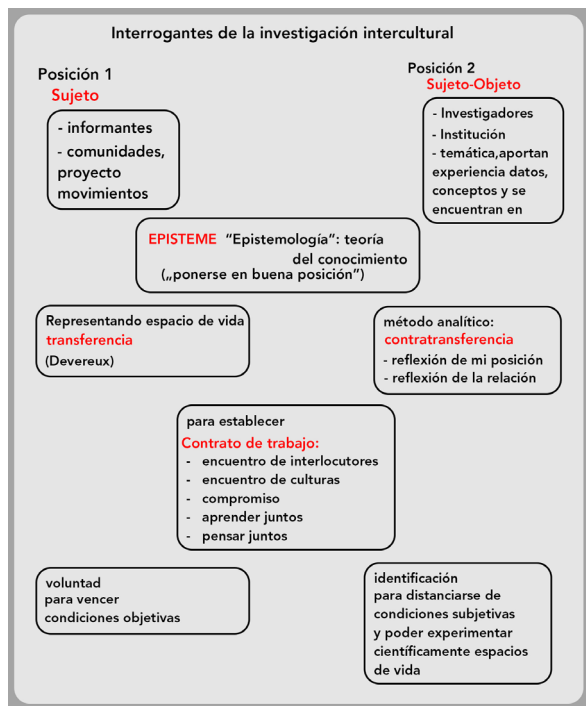 Interrogantes de la investigación intercultural
Posición 1
Sujeto
- informantes
- comunidades,
proyecto
movimientos
Posición 2
Sujeto-Objeto
- Investigadores
- Institución
- temática,aportan
experiencia datos,
conceptos y se
encuentran en
EPISTEME “Epistemología”: teoría
del conocimiento
(„ponerse en buena posición”)
Representando espacio de vida
transferencia
(Devereux)
método analítico:
contratransferencia
- reflexión de mi posición
- reflexión de la relación
para establecer
Contrato de trabajo:
- encuentro de interlocutores
- encuentro de culturas
- compromiso
- aprender juntos
- pensar juntos
voluntad
para vencer
condiciones objetivas
identificación
para distanciarse de
condiciones subjetivas
y poder experimentar
científicamente espacios
de vida